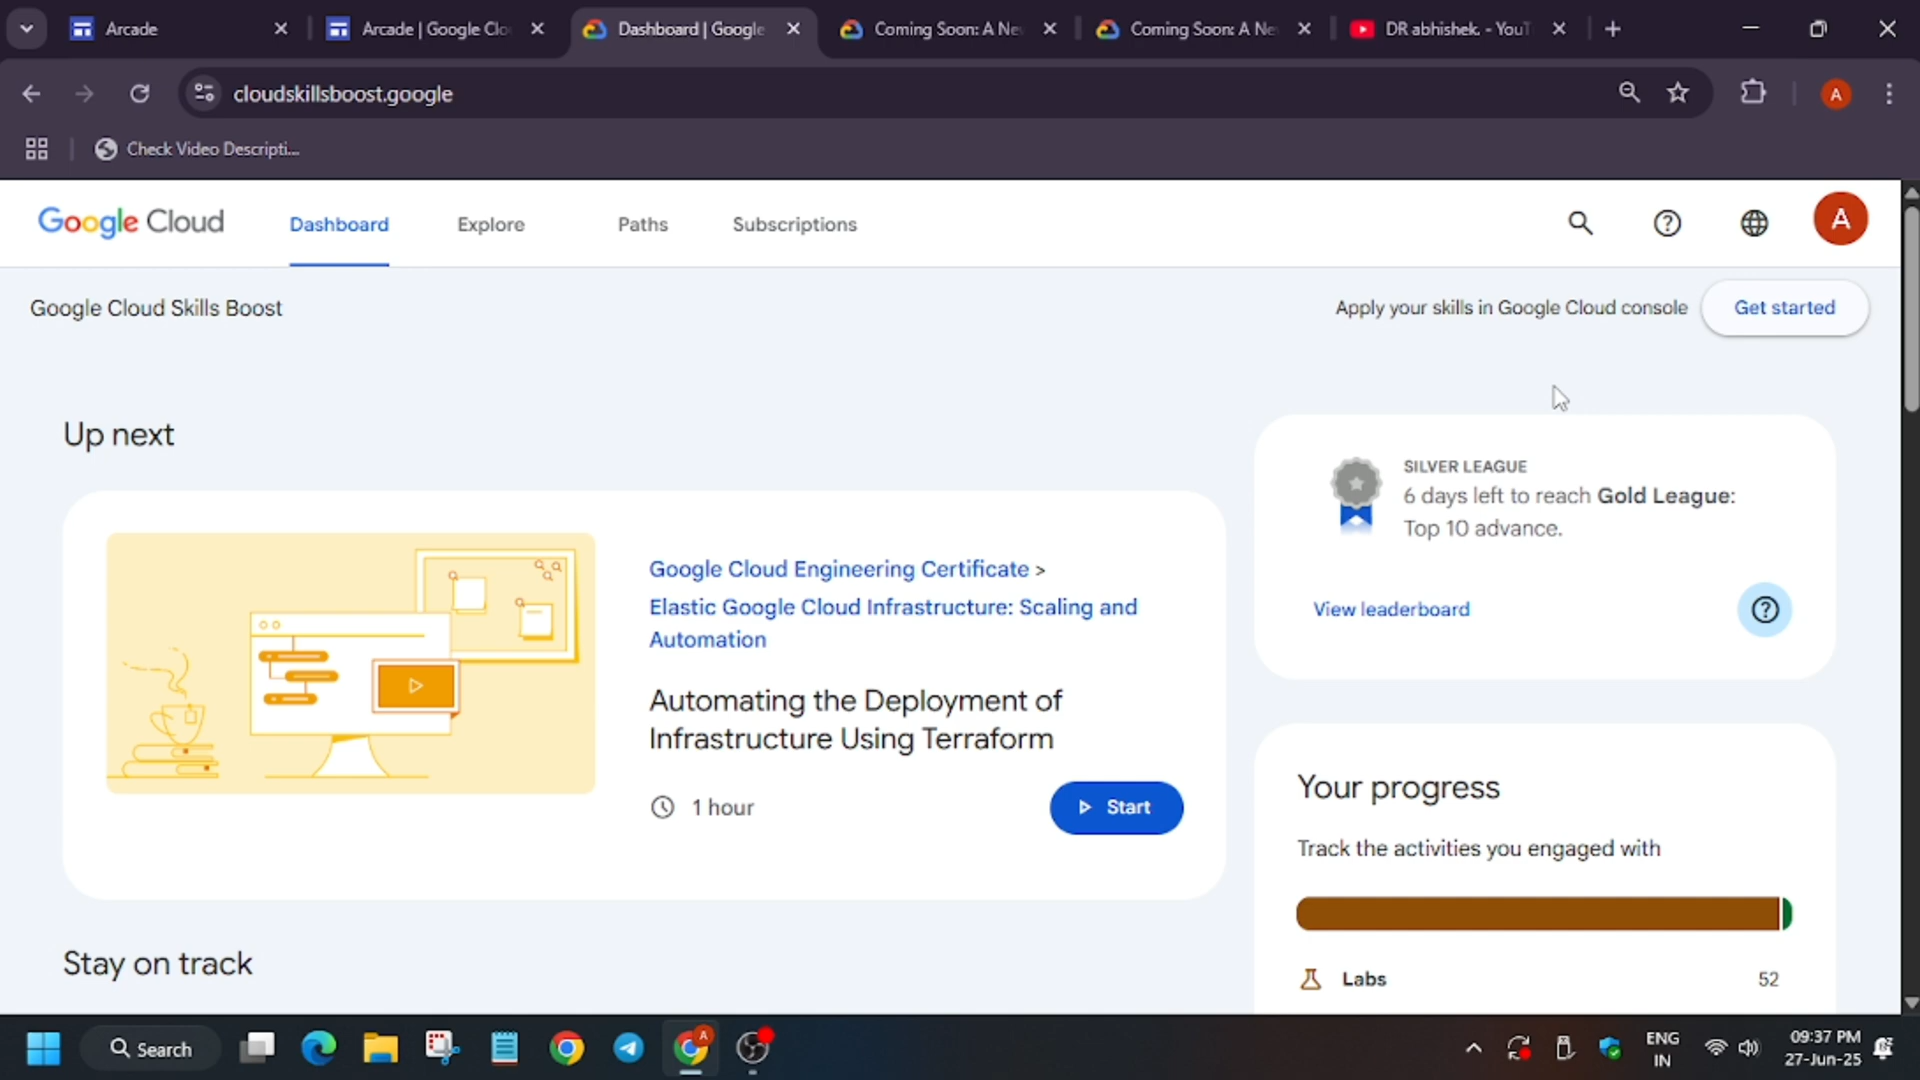 Arcade
Arcade | Google Clo
Dashboard | Google
Coming Soon: A Ne
Coming Soon: A Ne
DR abhishek. - YouT
cloudskillsboost.google
A
Check Video Descripti...
Google Cloud
Dashboard
Explore
Paths
Subscriptions
A
Google Cloud Skills Boost
Apply your skills in Google Cloud console
Get started
Up next
SILVER LEAGUE
6 days left to reach Gold League:
Top 10 advance.
View leaderboard
Google Cloud Engineering Certificate >
Elastic Google Cloud Infrastructure: Scaling and
Automation
Automating the Deployment of
Infrastructure Using Terraform
1 hour
Start
Your progress
Track the activities you engaged with
Labs
52
Stay on track
Search
A
ENG
IN
09:37 PM
27-Jun-25